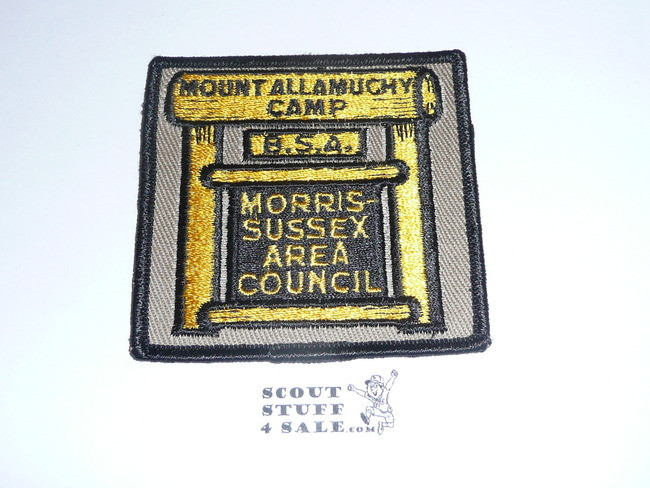 MOUNT ALLAMUCHY
CAMP
B.S.A.
MORRIS-
SUSSEX
AREA
COUNCIL
SCOUT
STUFF
4 SALE.COM